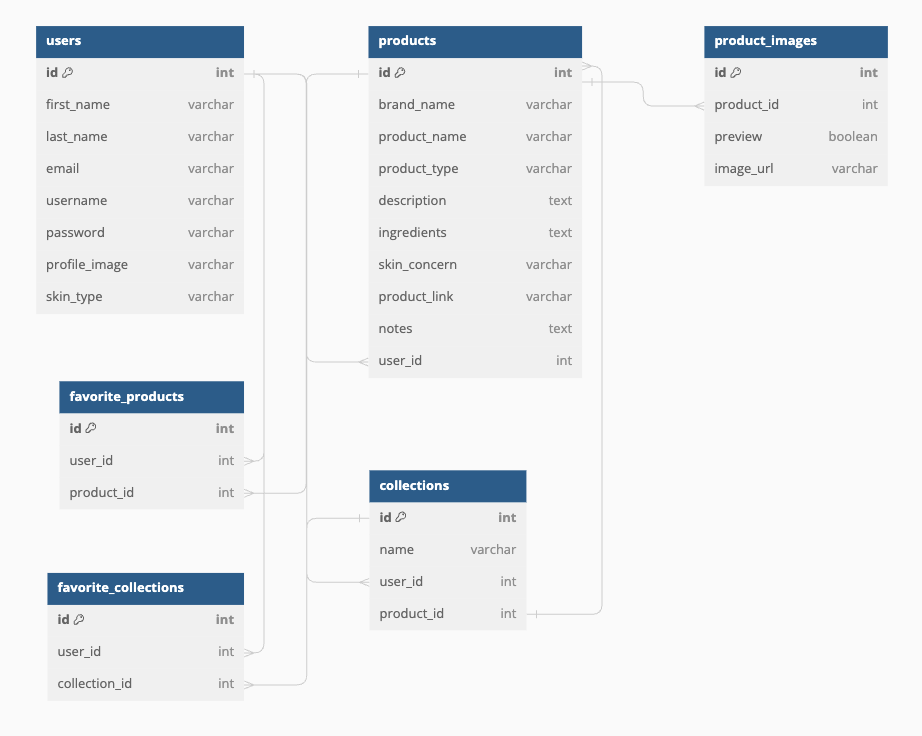 users
id int
first_name varchar
last_name varchar
email varchar
username varchar
password varchar
profile_image varchar
skin_type varchar
products
id int
brand_name varchar
product_name varchar
product_type varchar
description text
ingredients text
skin_concern varchar
product_link varchar
notes text
user_id int
product_images
id int
product_id int
preview boolean
image_url varchar
favorite_products
id int
user_id int
product_id int
collections
id int
name varchar
user_id int
product_id int
favorite_collections
id int
user_id int
collection_id int